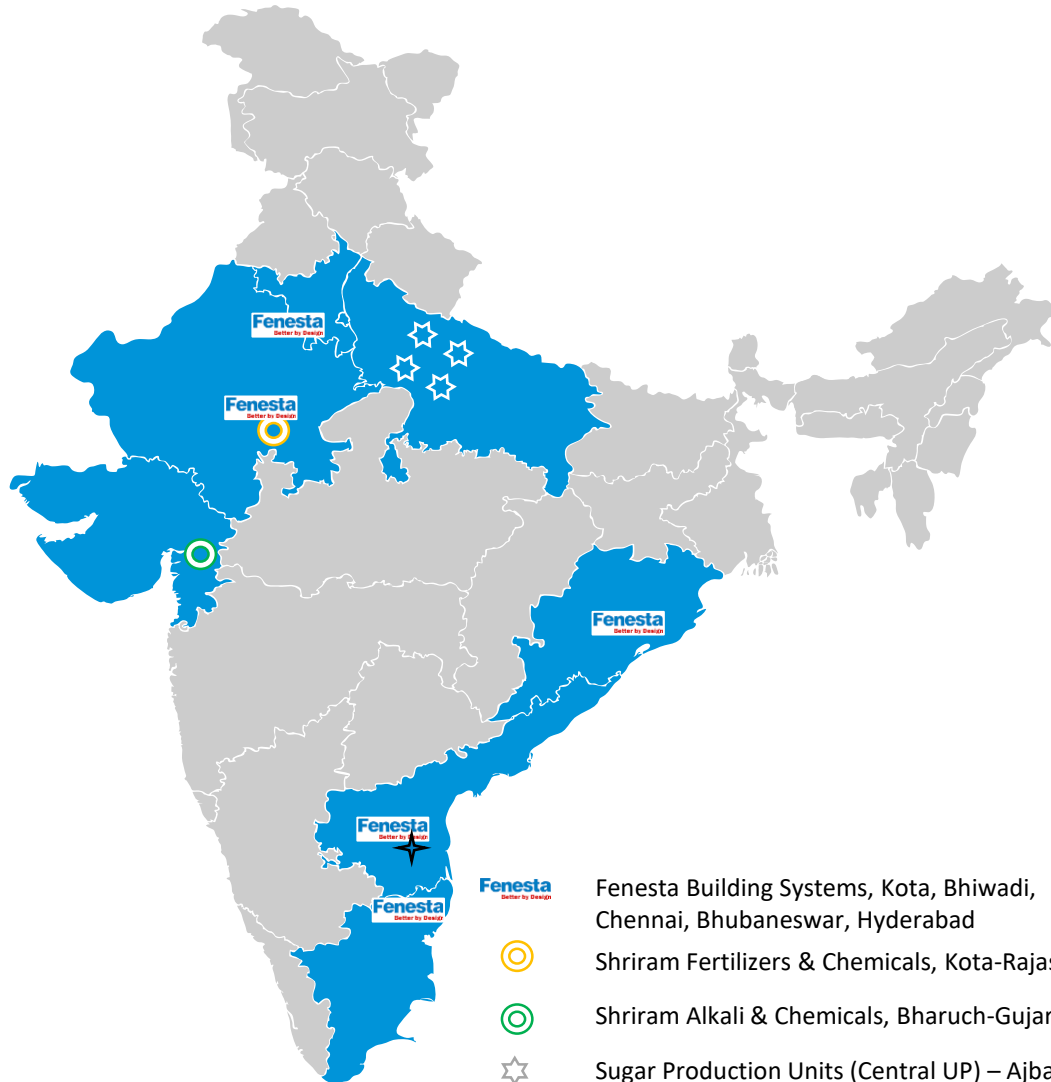 Fenesta
Better by Design
Fenesta
Better by Design
Fenesta
Better by Design
Fenesta
Better by Design
Fenesta
Better by Design
Fenesta
Better by Design
Fenesta Building Systems, Kota, Bhiwadi,
Chennai, Bhubaneswar, Hyderabad
Shriram Fertilizers & Chemicals, Kota-Rajas
Shriram Alkali & Chemicals, Bharuch-Gujar
Sugar Production Units (Central UP) – Ajba